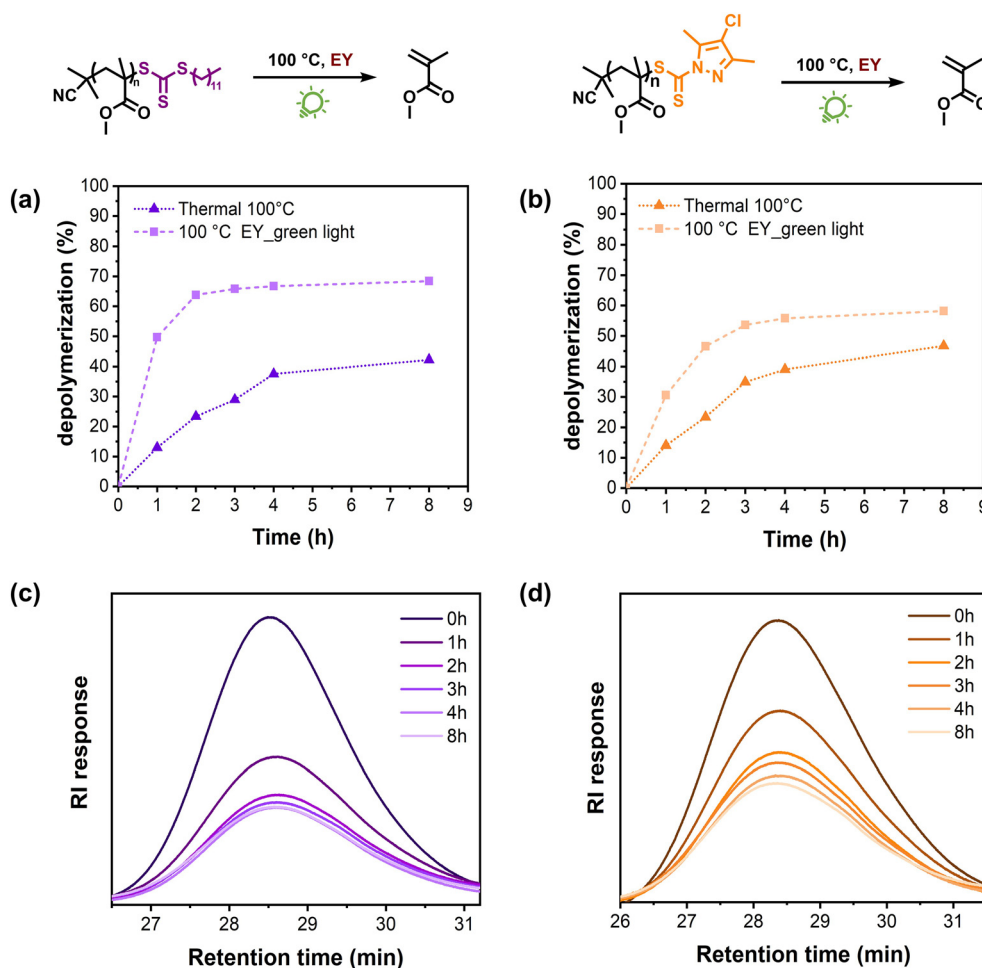 100 °C, EY
S
S
11
n
NC
O
S
O
O
O
Cl
100 °C, EY
S
N
N
n
NC
S
O
O
O
O
(a)
depolymerization (%)
100
90
80
70
60
50
40
30
20
10
0
Thermal 100°C
100 °C EY_green light
0 1 2 3 4 5 6 7 8 9
Time (h)
(b)
depolymerization (%)
100
90
80
70
60
50
40
30
20
10
0
Thermal 100°C
100 °C EY_green light
0 1 2 3 4 5 6 7 8 9
Time (h)
(c)
RI response
0h
1h
2h
3h
4h
8h
27 28 29 30 31
Retention time (min)
(d)
RI response
0h
1h
2h
3h
4h
8h
26 27 28 29 30 31
Retention time (min)